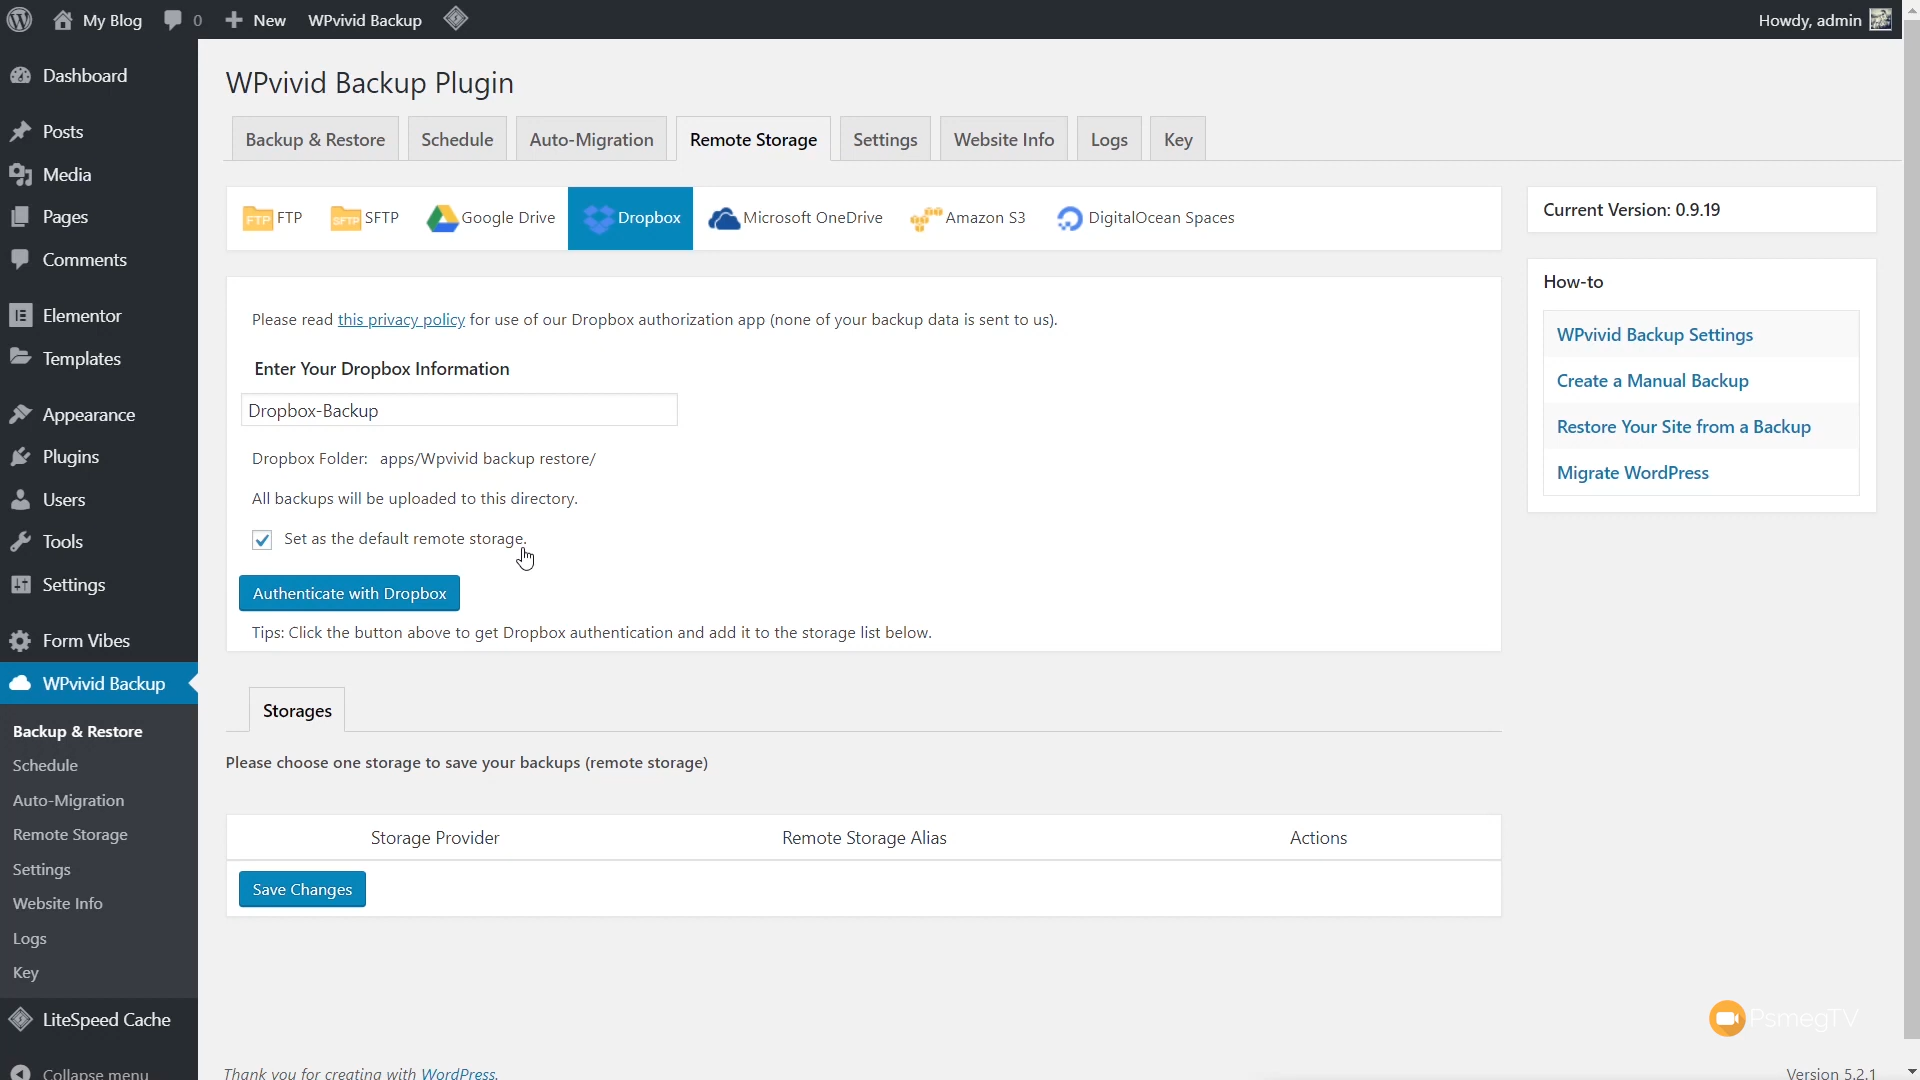 My Blog 0 New WPvivid Backup Howdy, admin
Dashboard
Posts
Media
Pages
Comments
Elementor
Templates
Appearance
Plugins
Users
Tools
Settings
Form Vibes
WPvivid Backup
Backup & Restore
Schedule
Auto-Migration
Remote Storage
Settings
Website Info
Logs
Key
LiteSpeed Cache
Collapse menu
WPvivid Backup Plugin
Backup & Restore Schedule Auto-Migration Remote Storage Settings Website Info Logs Key
FTP FTP SFTP SFTP Google Drive Dropbox Microsoft OneDrive Amazon S3 DigitalOcean Spaces
Please read this privacy policy for use of our Dropbox authorization app (none of your backup data is sent to us).
Enter Your Dropbox Information
Dropbox-Backup
Dropbox Folder: apps/Wpvivid backup restore/
All backups will be uploaded to this directory.
Set as the default remote storage.
Authenticate with Dropbox
Tips: Click the button above to get Dropbox authentication and add it to the storage list below.
Storages
Please choose one storage to save your backups (remote storage)
Storage Provider Remote Storage Alias Actions
Save Changes
Current Version: 0.9.19
How-to
WPvivid Backup Settings
Create a Manual Backup
Restore Your Site from a Backup
Migrate WordPress
PsmegTV
Thank you for creating with WordPress.
Version 5.2.1